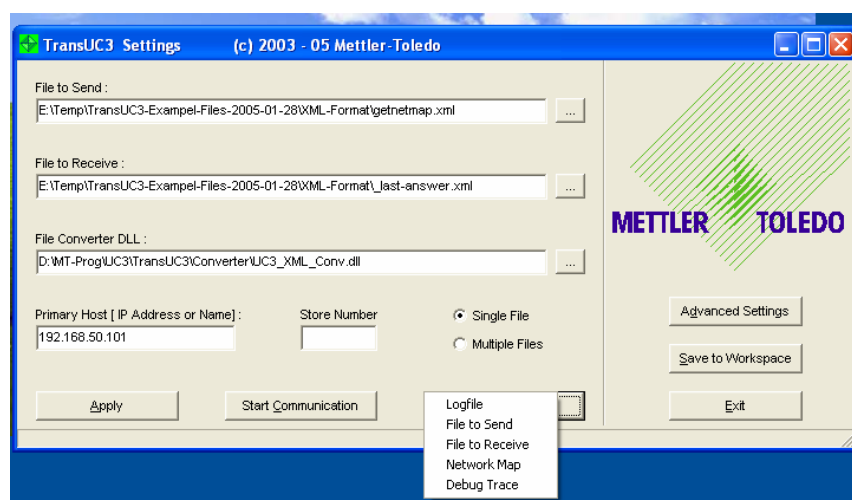 TransUC3 Settings (c) 2003 - 05 Mettler-Toledo
File to Send :
E:\Temp\TransUC3-Exampel-Files-2005-01-28\XML-Format\getnetmap.xml
...
File to Receive :
E:\Temp\TransUC3-Exampel-Files-2005-01-28\XML-Format\_last-answer.xml
...
File Converter DLL :
D:\MT-Prog\UC3\TransUC3\Converter\UC3_XML_Conv.dll
...
METTLER TOLEDO
Primary Host [ IP Address or Name] :
192.168.50.101
Store Number
Single File
Multiple Files
Advanced Settings
Save to Workspace
Apply
Start Communication
Exit
Logfile
File to Send
File to Receive
Network Map
Debug Trace